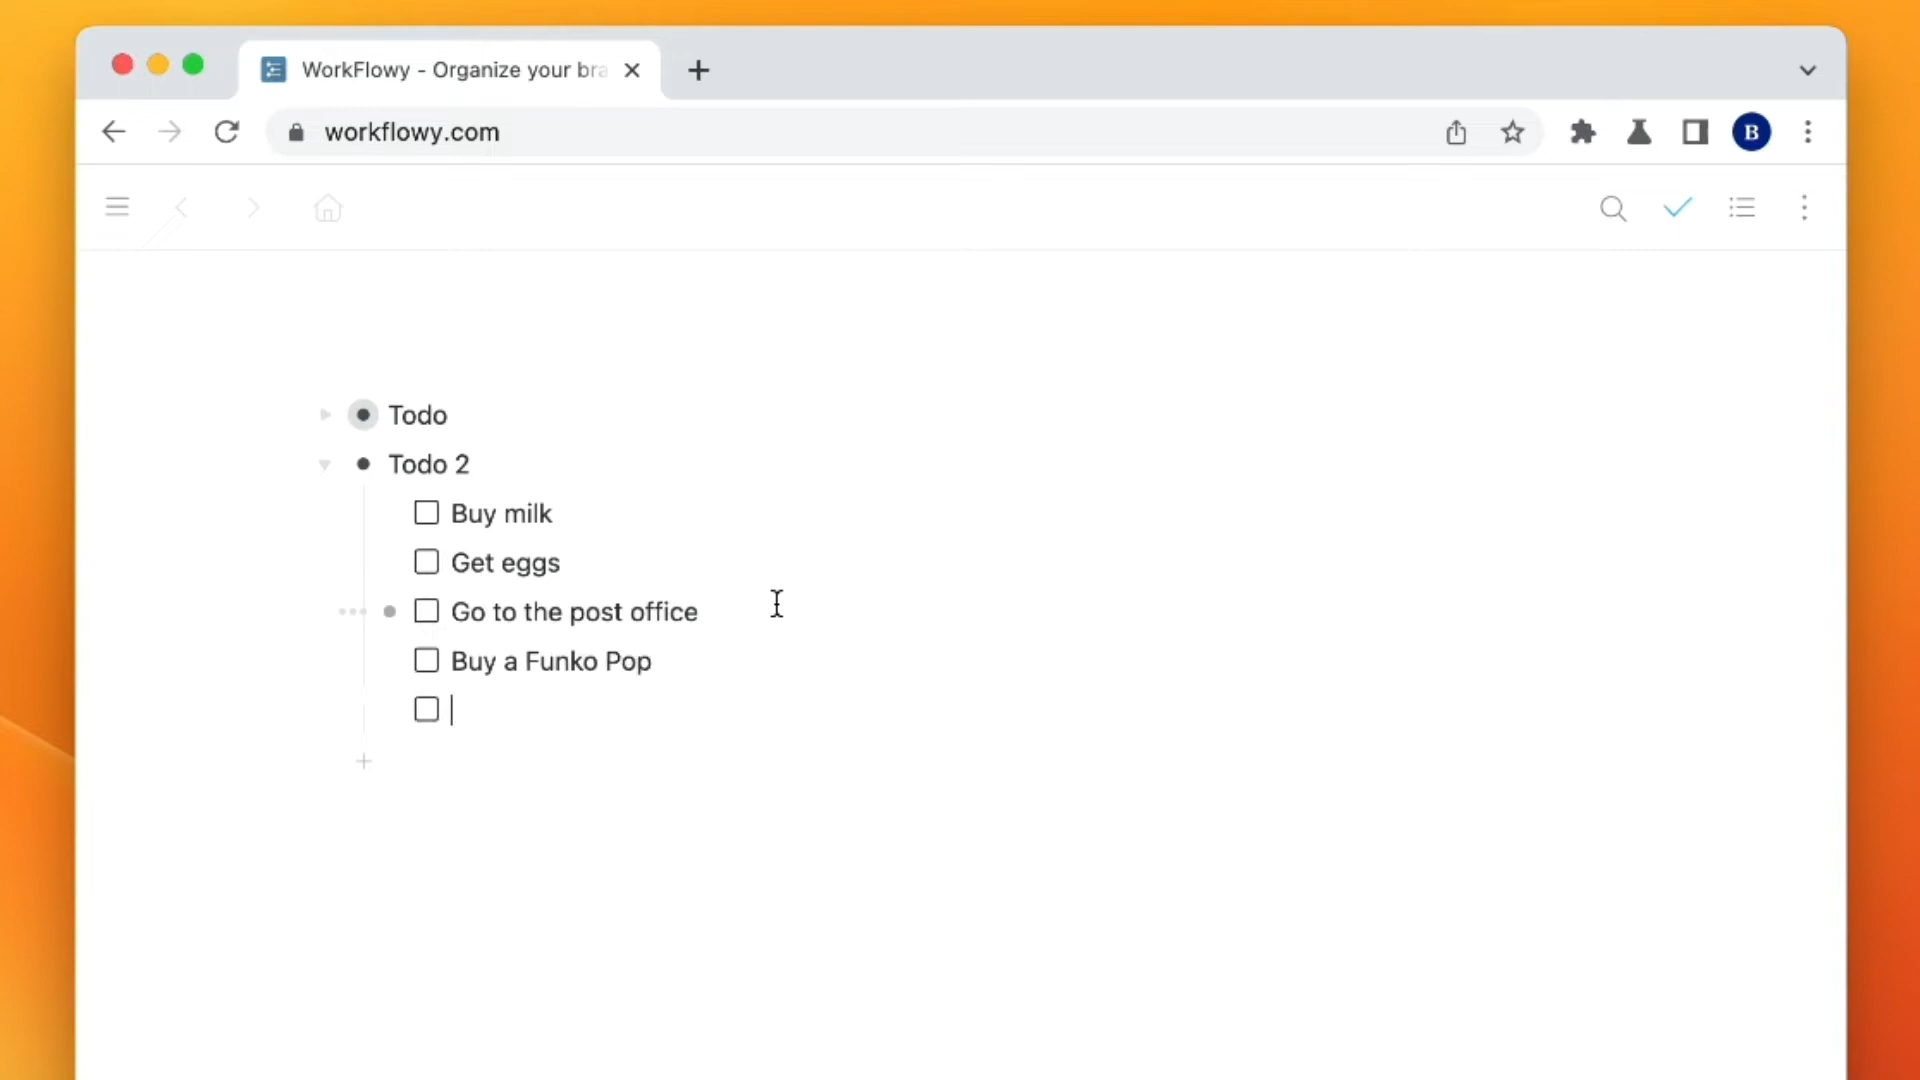 WorkFlowy - Organize your bra
workflowy.com
B
Todo
Todo 2
Buy milk
Get eggs
Go to the post office
Buy a Funko Pop